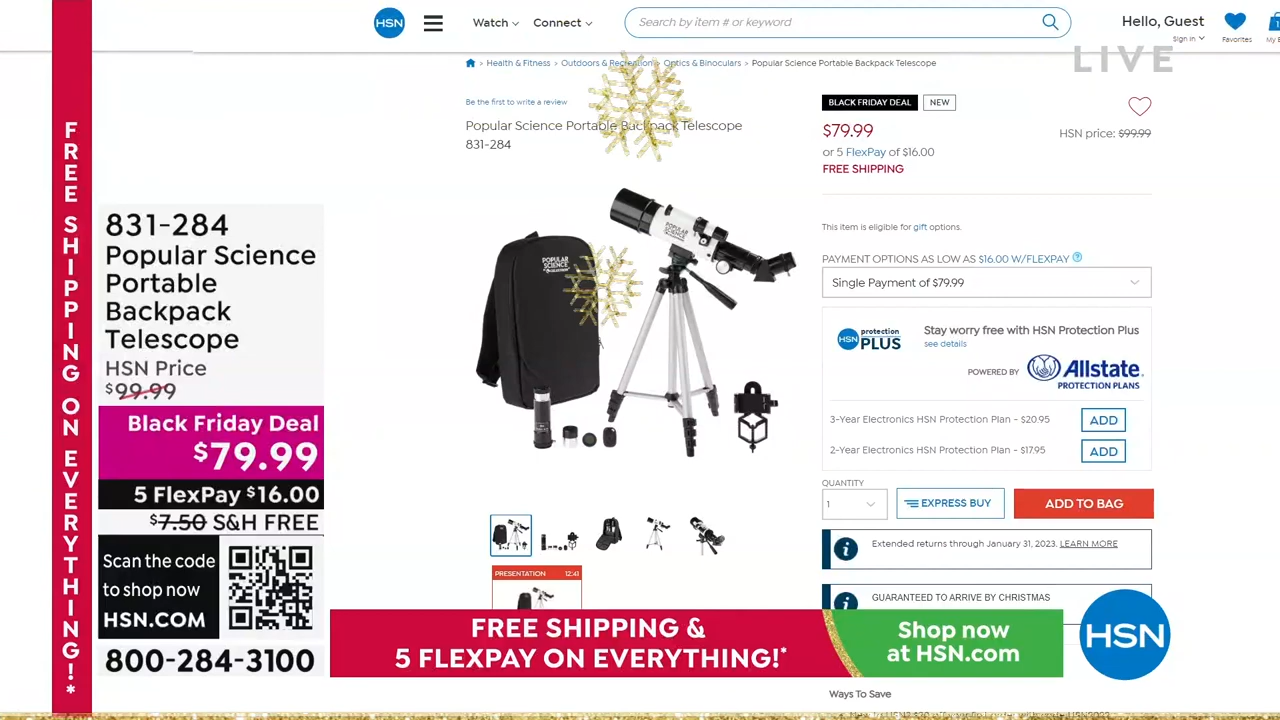 HSN
Watch
Connect
Search by item # or keyword
Hello, Guest
Sign In
Favorites
LIVE
Health & Fitness > Outdoors & Recreation > Optics & Binoculars > Popular Science Portable Backpack Telescope
Be the first to write a review
Popular Science Portable Backpack Telescope
831-284
BLACK FRIDAY DEAL
NEW
$79.99
HSN price: $99.99
or 5 FlexPay of $16.00
FREE SHIPPING
This item is eligible for gift options.
PAYMENT OPTIONS AS LOW AS $16.00 W/FLEXPAY
Single Payment of $79.99
HSN protection PLUS
Stay worry free with HSN Protection Plus
see details
POWERED BY Allstate
PROTECTION PLANS
3-Year Electronics HSN Protection Plan - $20.95
ADD
2-Year Electronics HSN Protection Plan - $17.95
ADD
QUANTITY
1
EXPRESS BUY
ADD TO BAG
Extended returns through January 31, 2023. LEARN MORE
GUARANTEED TO ARRIVE BY CHRISTMAS
Ways To Save
POPULAR
SCIENCE
POPULAR
SCIENCE
PRESENTATION 12:41
FREE SHIPPING ON EVERYTHING!*
831-284
Popular Science
Portable
Backpack
Telescope
HSN Price
$99.99
Black Friday Deal
$79.99
5 FlexPay $16.00
$7.50 S&H FREE
Scan the code
to shop now
HSN.COM
800-284-3100
FREE SHIPPING &
5 FLEXPAY ON EVERYTHING!*
Shop now
at HSN.com
HSN